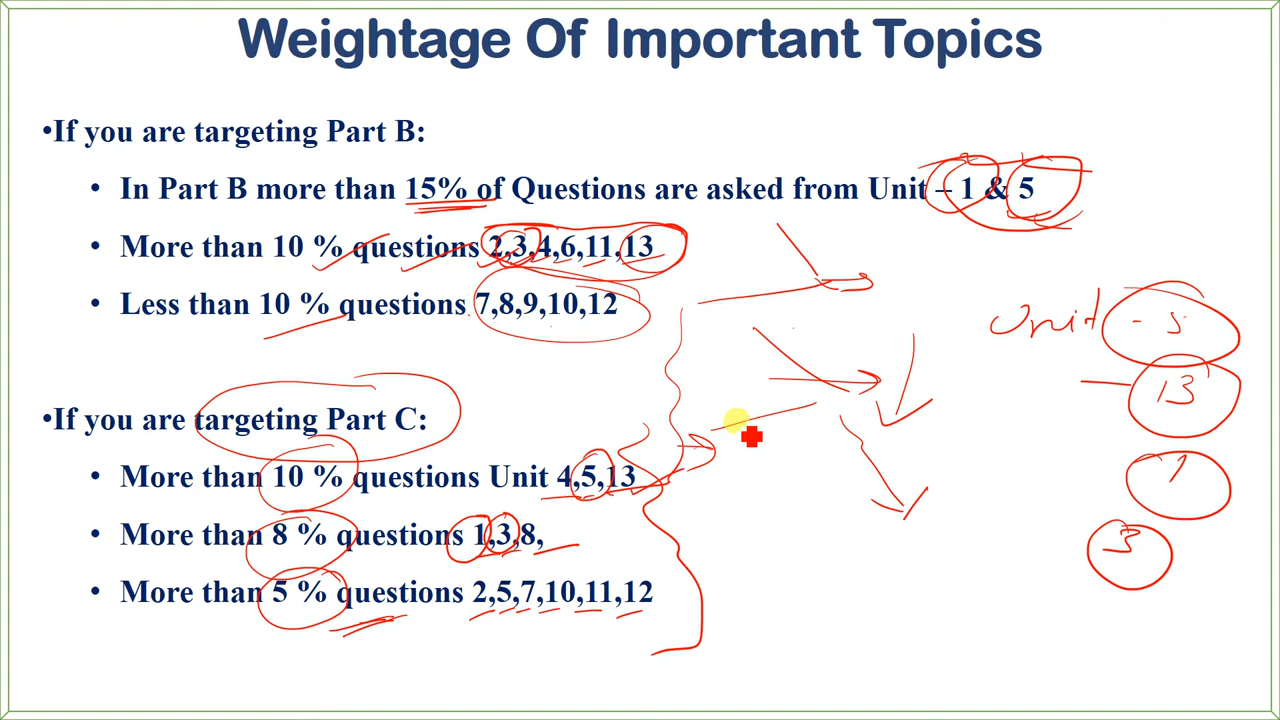 Weightage Of Important Topics
•If you are targeting Part B:
• In Part B more than 15% of Questions are asked from Unit – 1 & 5
• More than 10 % questions 2,3,4,6,11,13
• Less than 10 % questions 7,8,9,10,12
Unit - 5
13
1
3
•If you are targeting Part C:
• More than 10 % questions Unit 4,5,13
• More than 8 % questions 1,3,8,
• More than 5 % questions 2,5,7,10,11,12